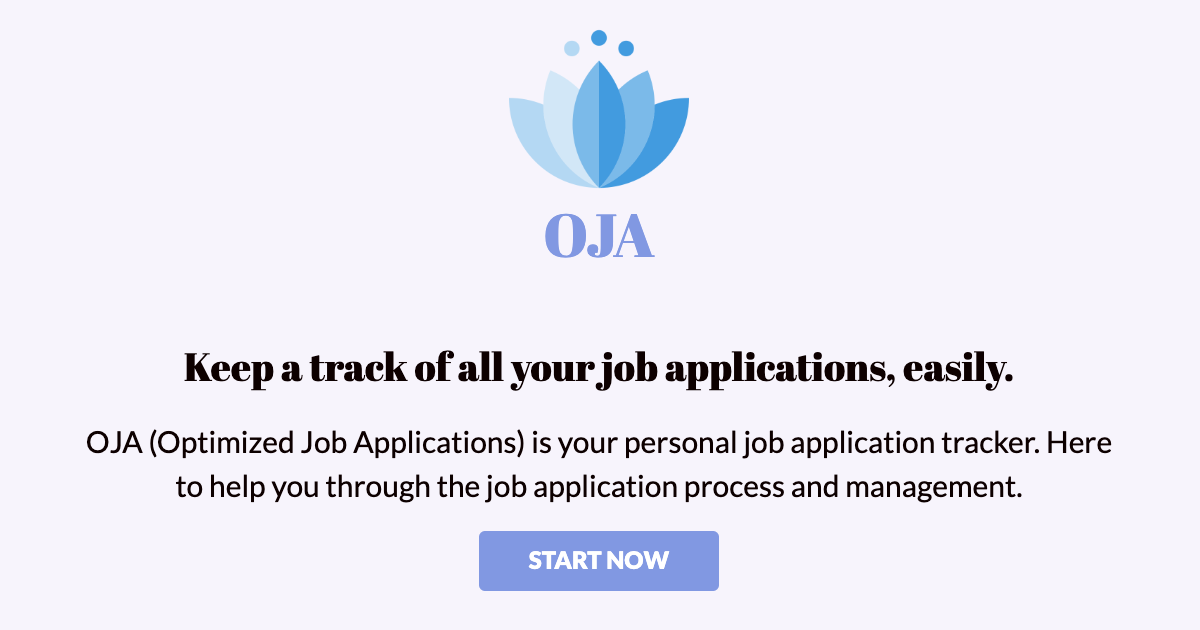 OJA
Keep a track of all your job applications, easily.
OJA (Optimized Job Applications) is your personal job application tracker. Here
to help you through the job application process and management.
START NOW